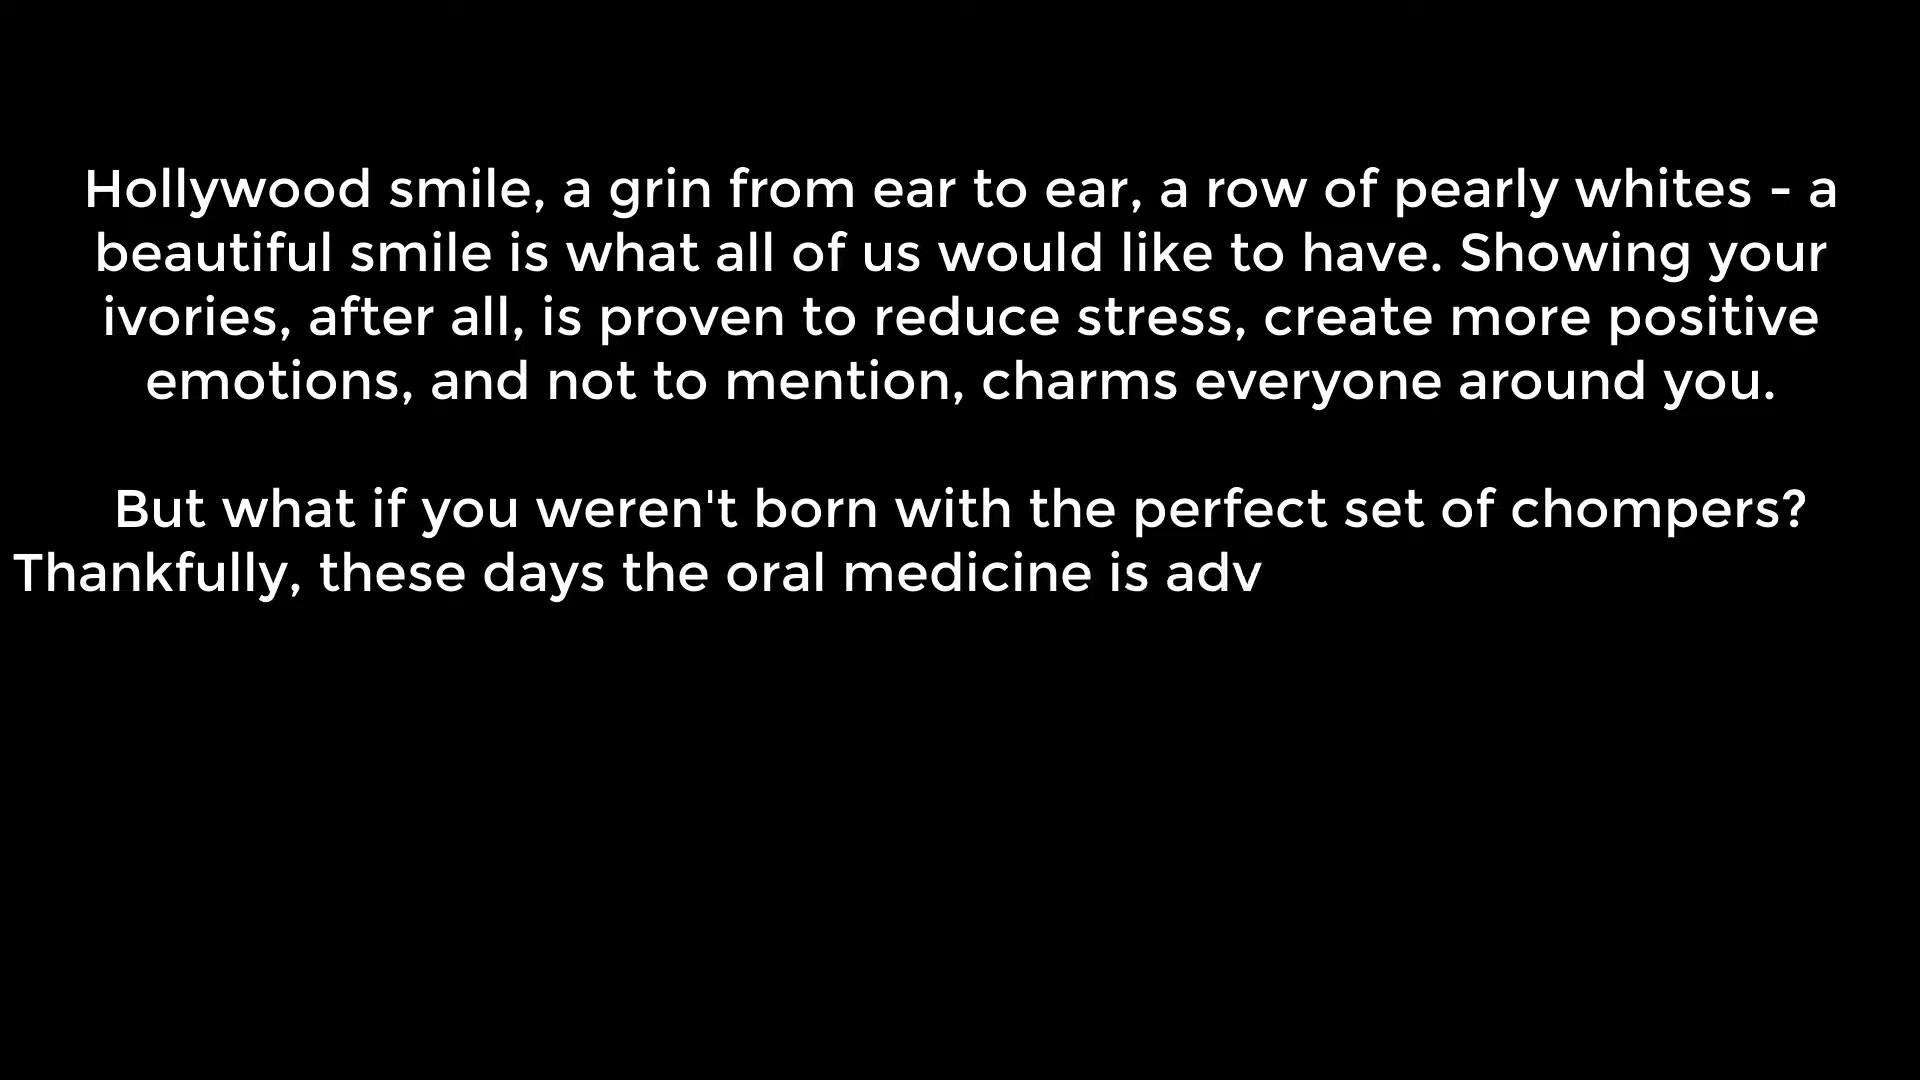 Hollywood smile, a grin from ear to ear, a row of pearly whites - a
beautiful smile is what all of us would like to have. Showing your
ivories, after all, is proven to reduce stress, create more positive
emotions, and not to mention, charms everyone around you.
But what if you weren't born with the perfect set of chompers?
Thankfully, these days the oral medicine is adv